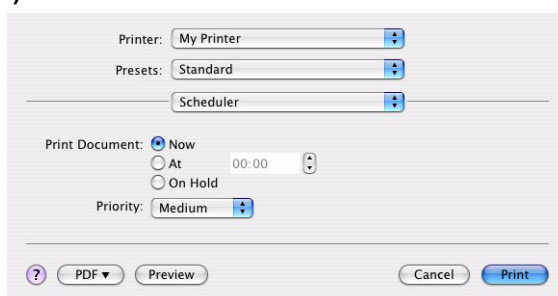 Printer: My Printer
Presets: Standard
Scheduler
Print Document: Now
At 00:00
On Hold
Priority: Medium
? PDF ▼ Preview Cancel Print